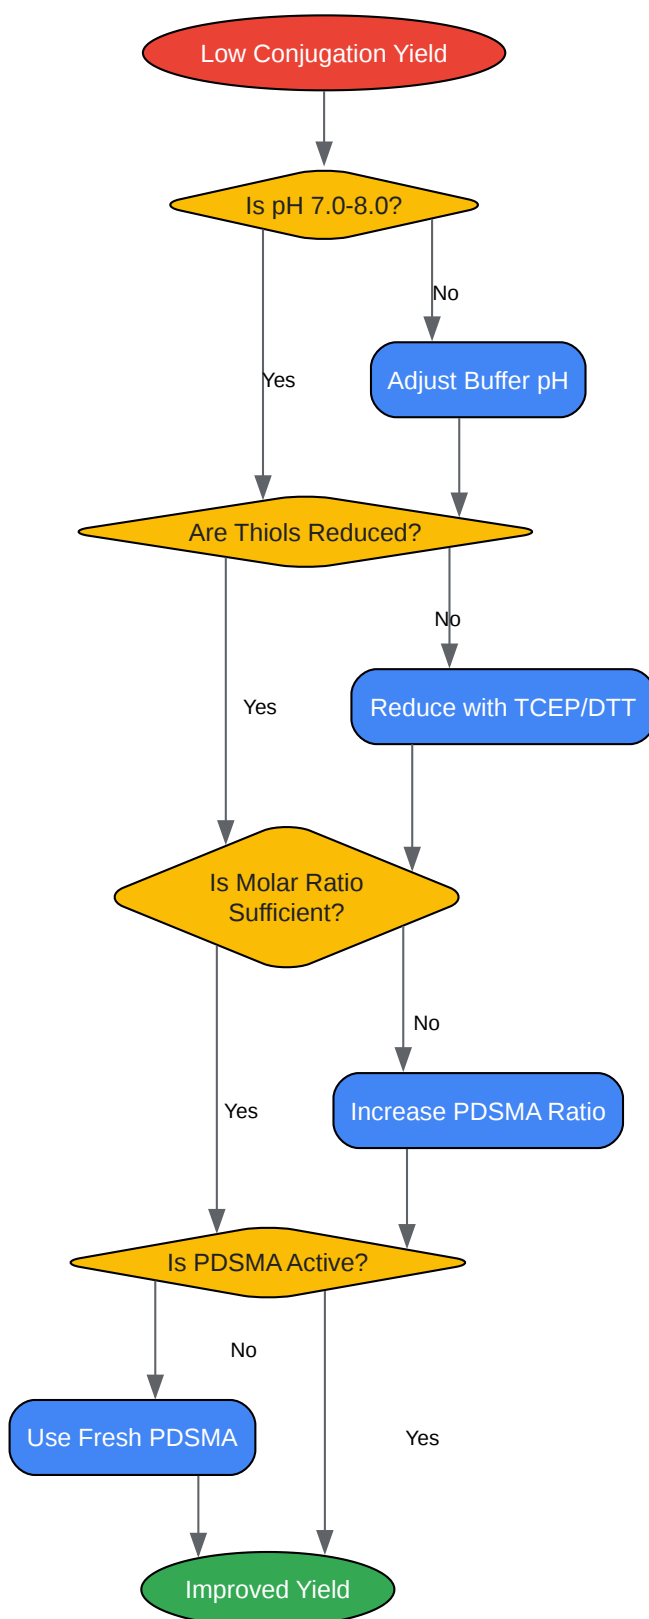 Low Conjugation Yield
Is pH 7.0-8.0?
No
Yes
Adjust Buffer pH
Are Thiols Reduced?
No
Yes
Reduce with TCEP/DTT
Is Molar Ratio
Sufficient?
No
Yes
Increase PDSMA Ratio
Is PDSMA Active?
No
Yes
Use Fresh PDSMA
Improved Yield